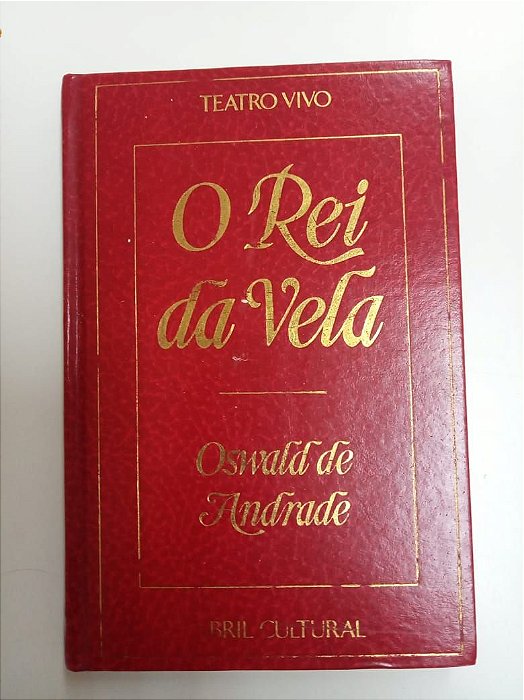 TEATRO VIVO
O Rei
da Vela
Oswald de
Andrade
BRIL CULTURAL